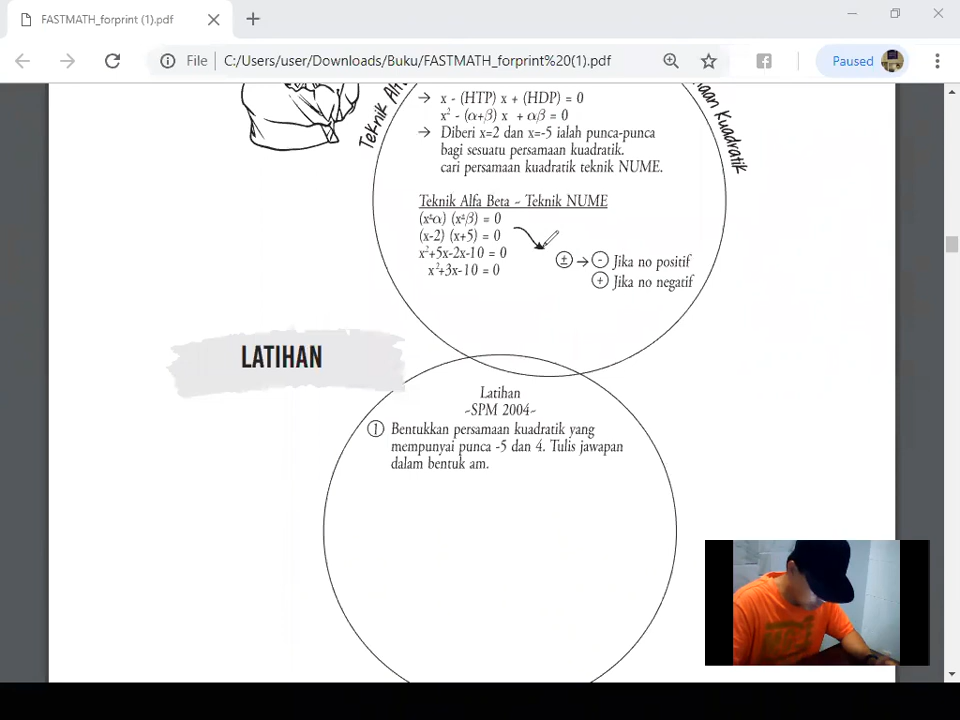 FASTMATH_forprint (1).pdf
File
C:/Users/user/Downloads/Buku/FASTMATH_forprint%20(1).pdf
Paused
Teknik Alfa
aan Kuadratik
→ x - (HTP) x + (HDP) = 0
x² - (α+β) x + αβ = 0
→ Diberi x=2 dan x=-5 ialah punca-punca
bagi sesuatu persamaan kuadratik.
cari persamaan kuadratik teknik NUME.
Teknik Alfa Beta - Teknik NUME
(x±α) (x±β) = 0
(x-2) (x+5) = 0
x²+5x-2x-10 = 0
x²+3x-10 = 0
± → - Jika no positif
+ Jika no negatif
LATIHAN
Latihan
-SPM 2004-
1 Bentukkan persamaan kuadratik yang
mempunyai punca -5 dan 4. Tulis jawapan
dalam bentuk am.